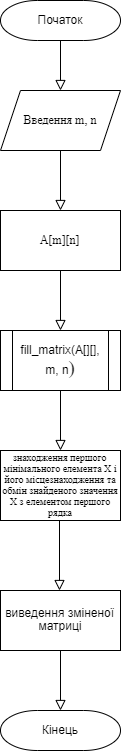 Початок
Введення m, n
A[m][n]
fill_matrix(A[][],
m, n)
знаходження першого
мінімального елемента X і
його місцезнаходження та
обмін знайденого значення
X з елементом першого
рядка
виведення зміненої
матриці
Кінець